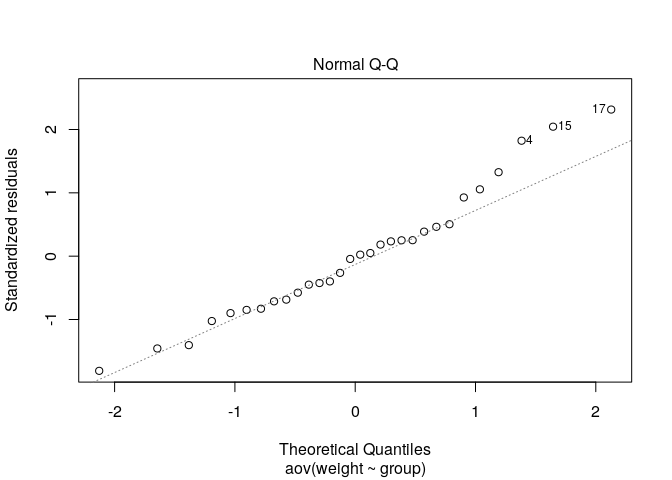 Normal Q-Q
17
15
4
2
1
0
-1
Standardized residuals
-2 -1 0 1 2
Theoretical Quantiles
aov(weight ~ group)